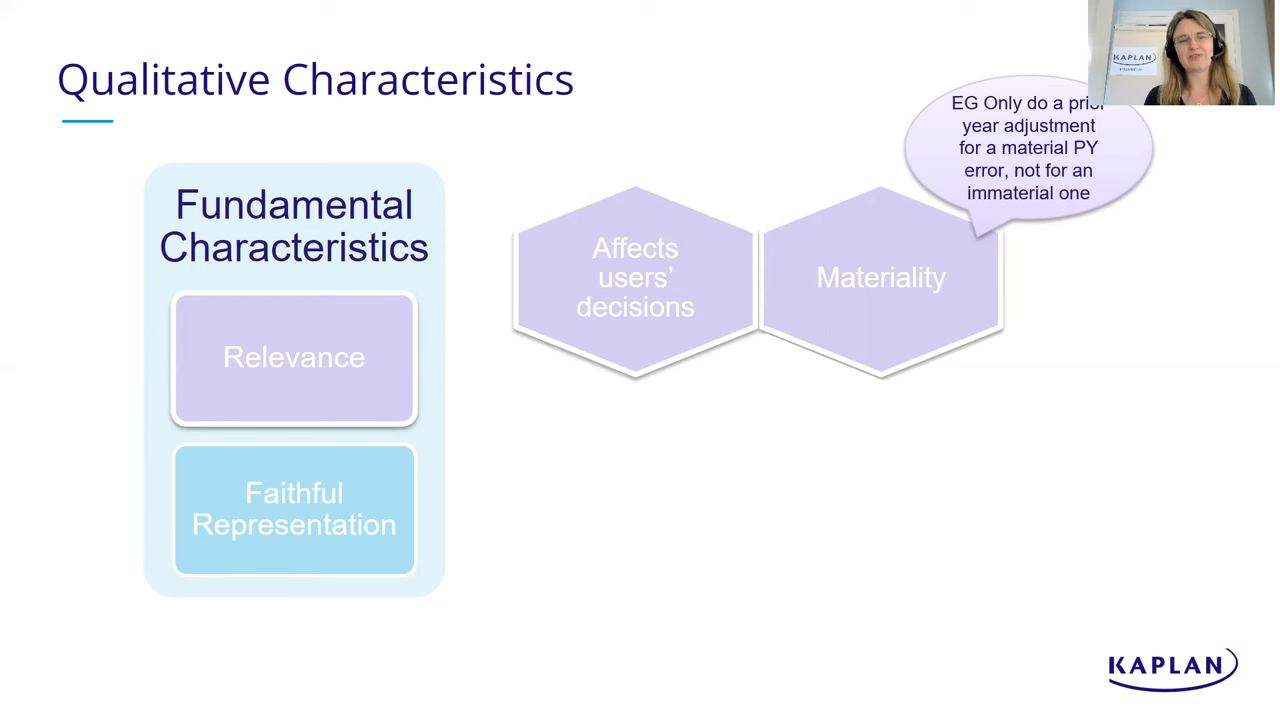 Qualitative Characteristics
KAPLAN
EG Only do a prior
year adjustment
for a material PY
error, not for an
immaterial one
Fundamental
Characteristics
Affects
users’
decisions
Materiality
Relevance
Faithful
Representation
KAPLAN